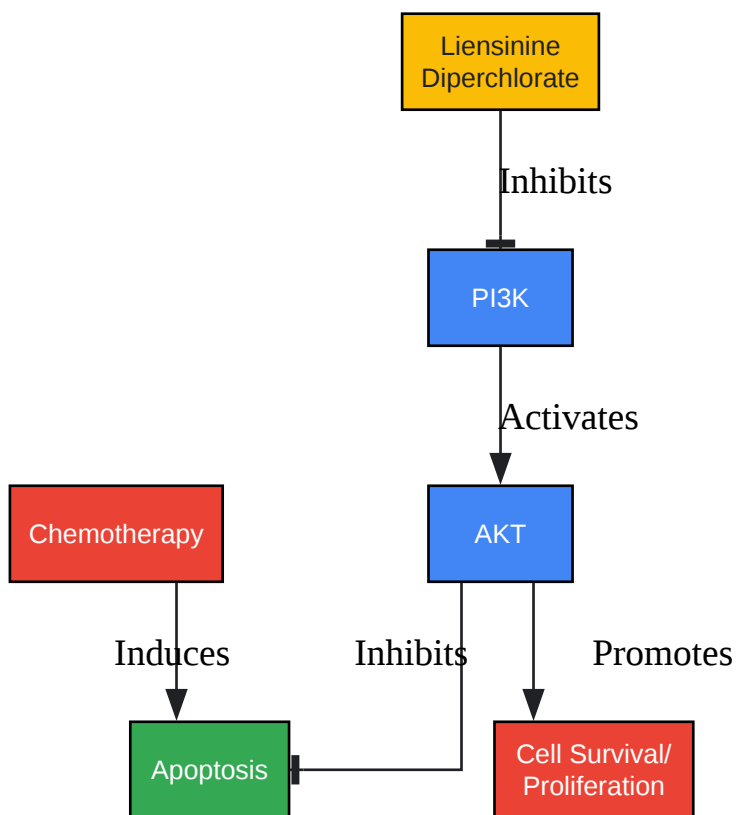 Liensinine
Diperchlorate
Inhibits
PI3K
Activates
Chemotherapy
AKT
Induces
Inhibits
Promotes
Apoptosis
Cell Survival/
Proliferation